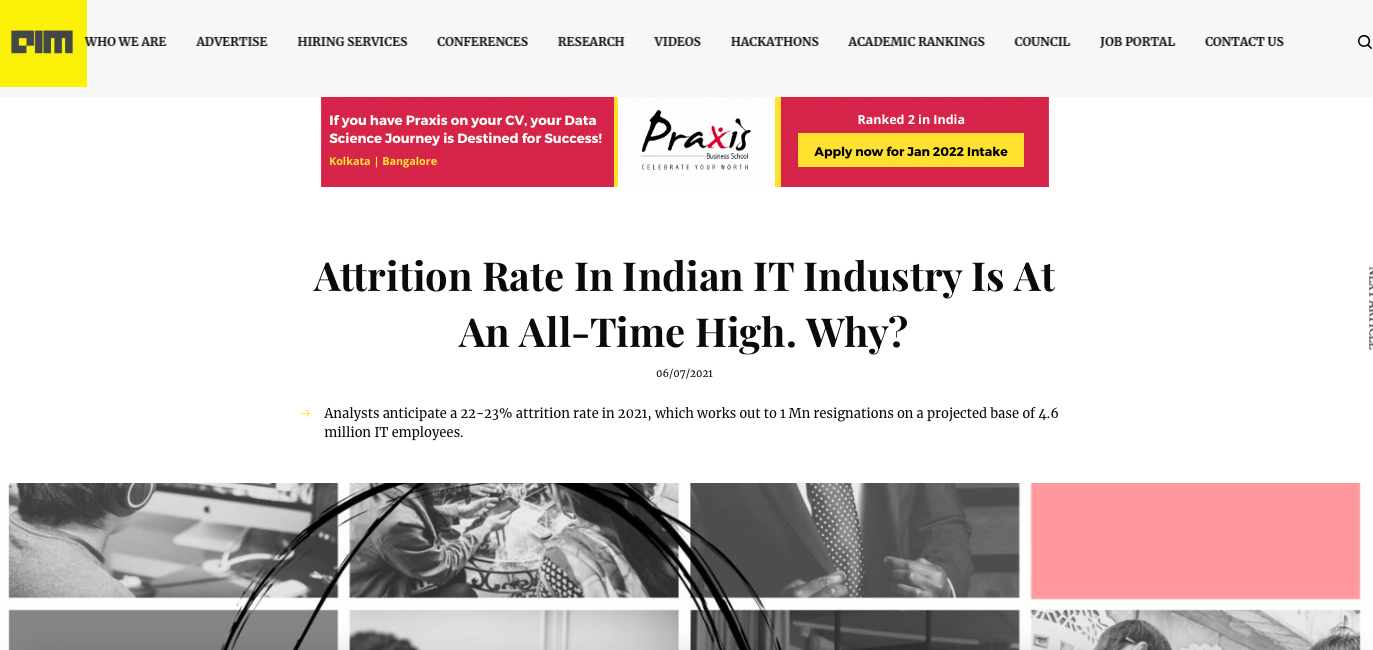 aim
WHO WE ARE ADVERTISE HIRING SERVICES CONFERENCES RESEARCH VIDEOS HACKATHONS ACADEMIC RANKINGS COUNCIL JOB PORTAL CONTACT US
If you have Praxis on your CV, your Data
Science Journey is Destined for Success!
Kolkata | Bangalore
Praxis
Business School
CELEBRATE YOUR WORTH
Ranked 2 in India
Apply now for Jan 2022 Intake
Attrition Rate In Indian IT Industry Is At
An All-Time High. Why?
06/07/2021
Analysts anticipate a 22-23% attrition rate in 2021, which works out to 1 Mn resignations on a projected base of 4.6
million IT employees.
NEXT ARTICLE